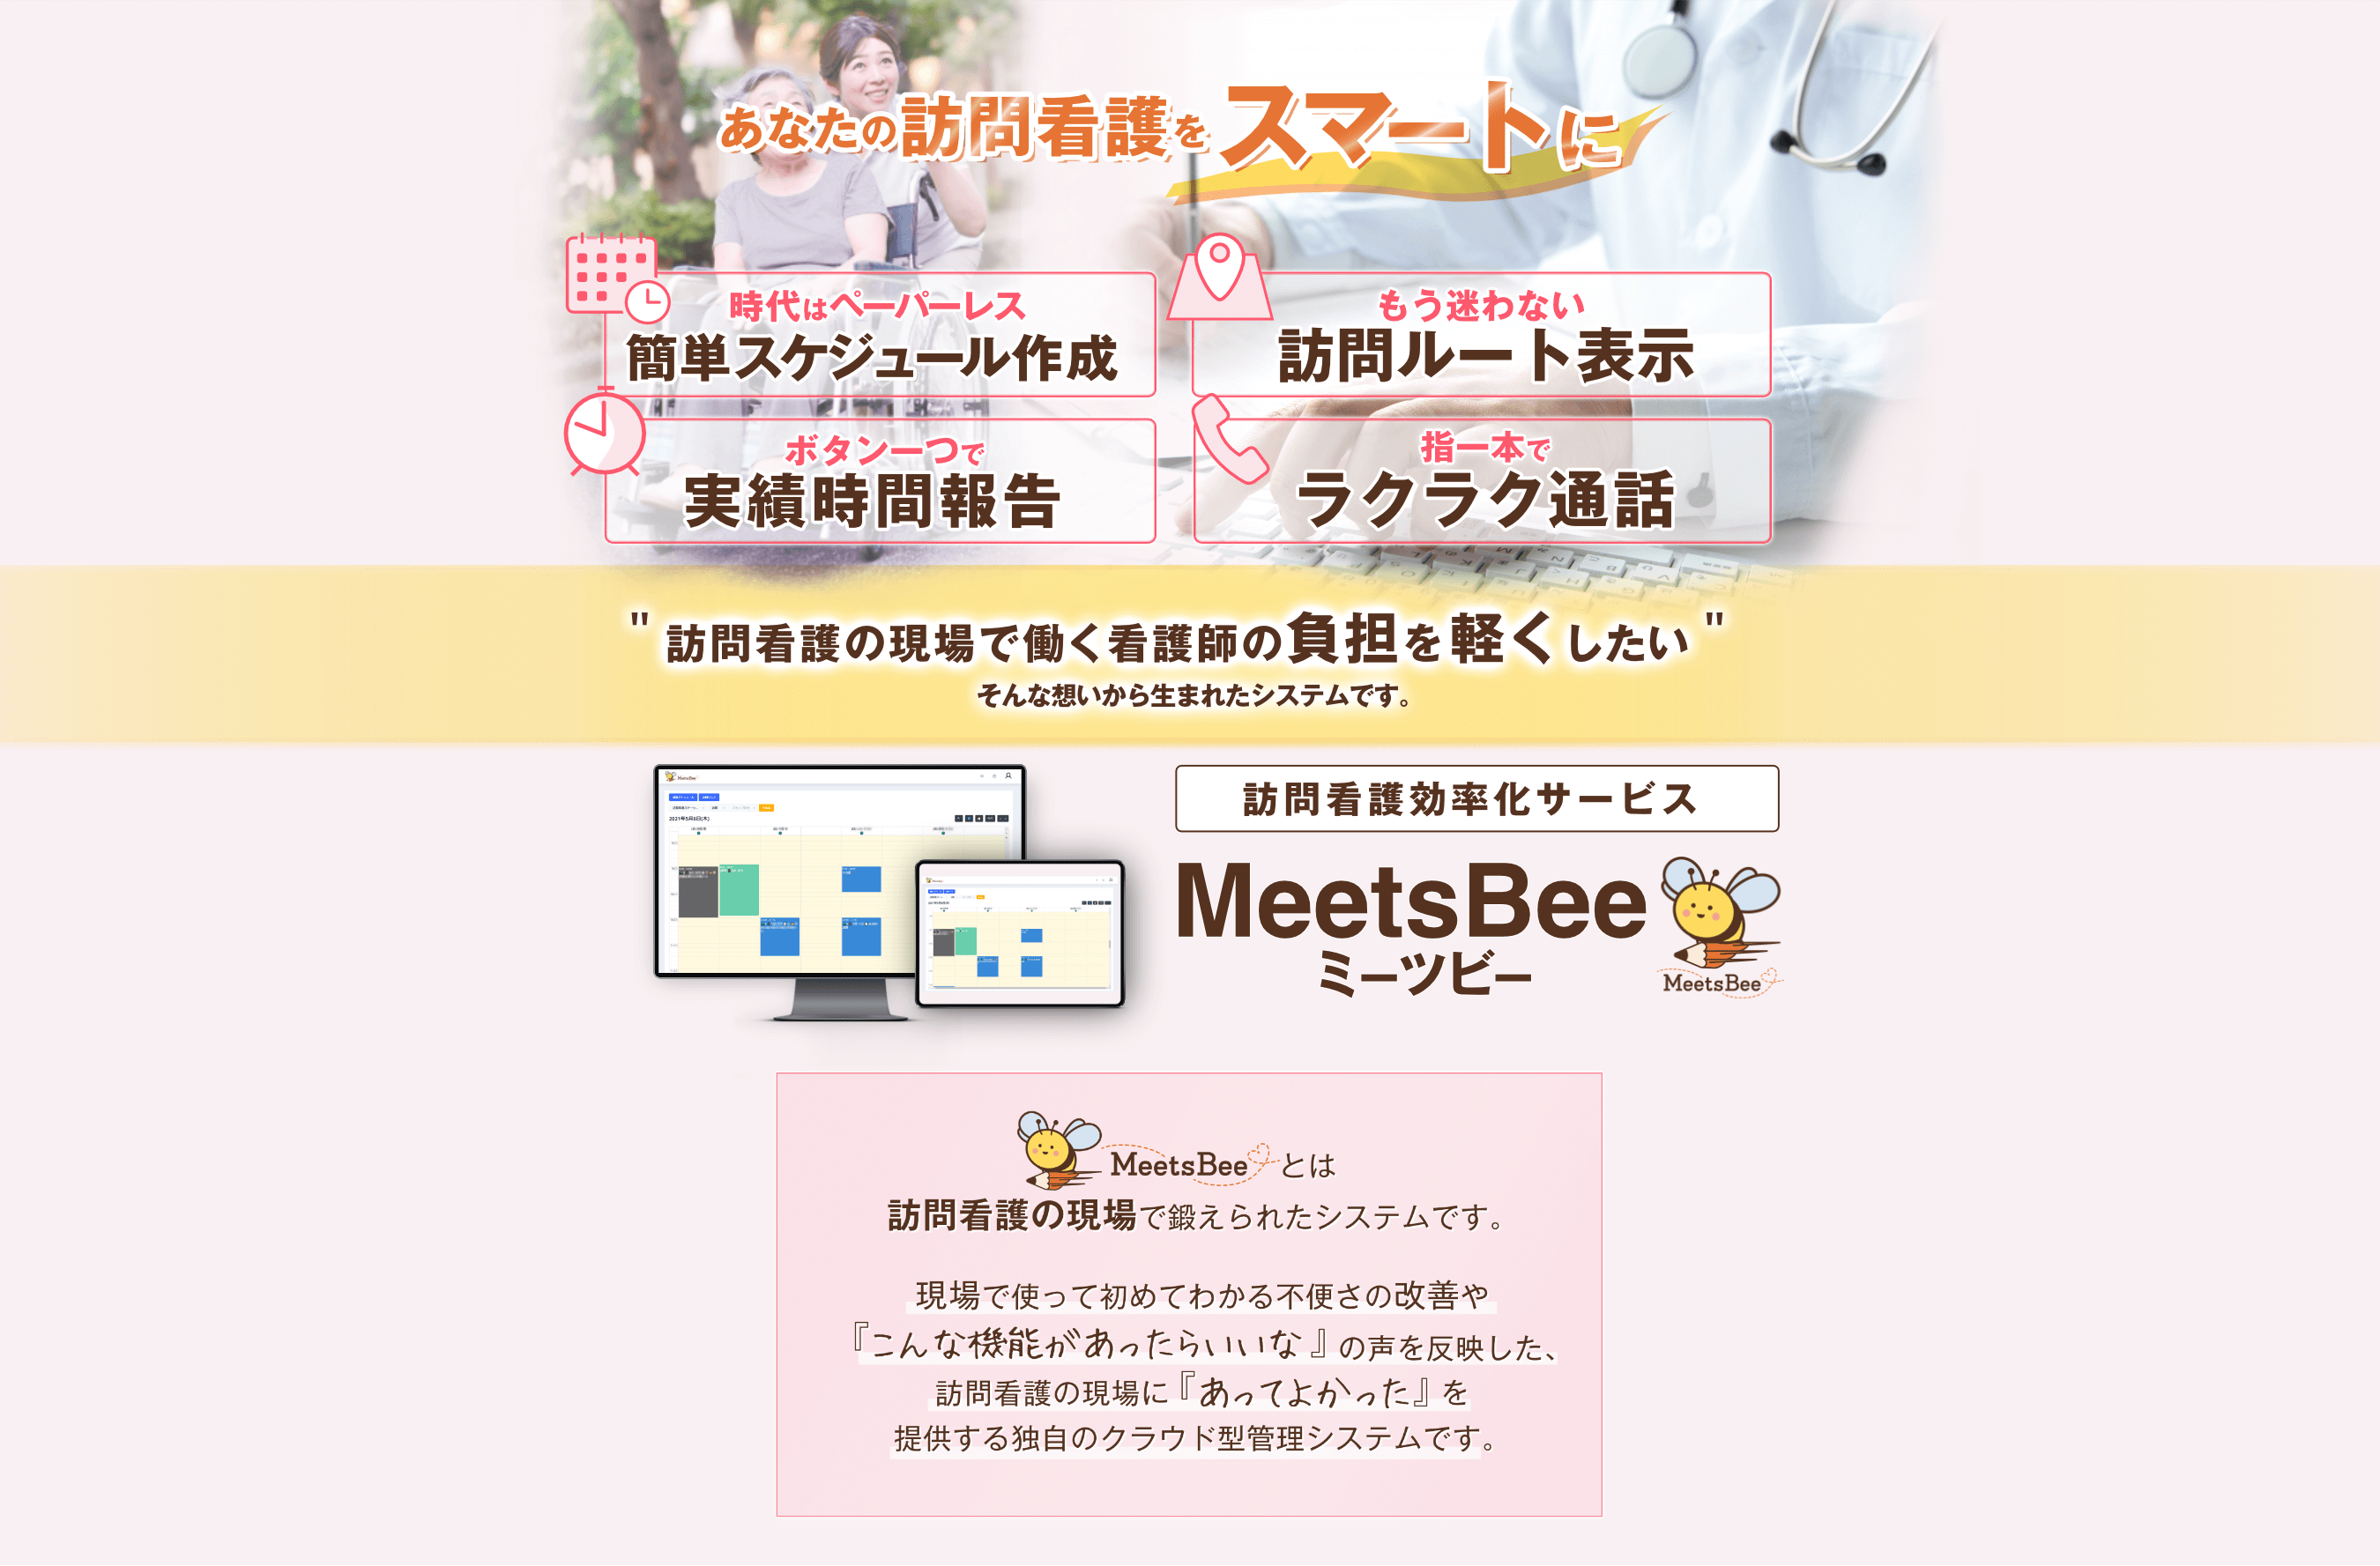 あなたの訪問看護をスマートに
時代はペーパーレス
簡単スケジュール作成
もう迷わない
訪問ルート表示
ボタン一つで
実績時間報告
指一本で
ラクラク通話
"訪問看護の現場で働く看護師の負担を軽くしたい"
そんな想いから生まれたシステムです。
MeetsBee
2021年5月6日(木)
訪問看護効率化サービス
MeetsBee
ミーツビー
MeetsBee
MeetsBeeとは
訪問看護の現場で鍛えられたシステムです。
現場で使って初めてわかる不便さの改善や
『こんな機能があったらいいな』の声を反映した、
訪問看護の現場に『あってよかった』を
提供する独自のクラウド型管理システムです。